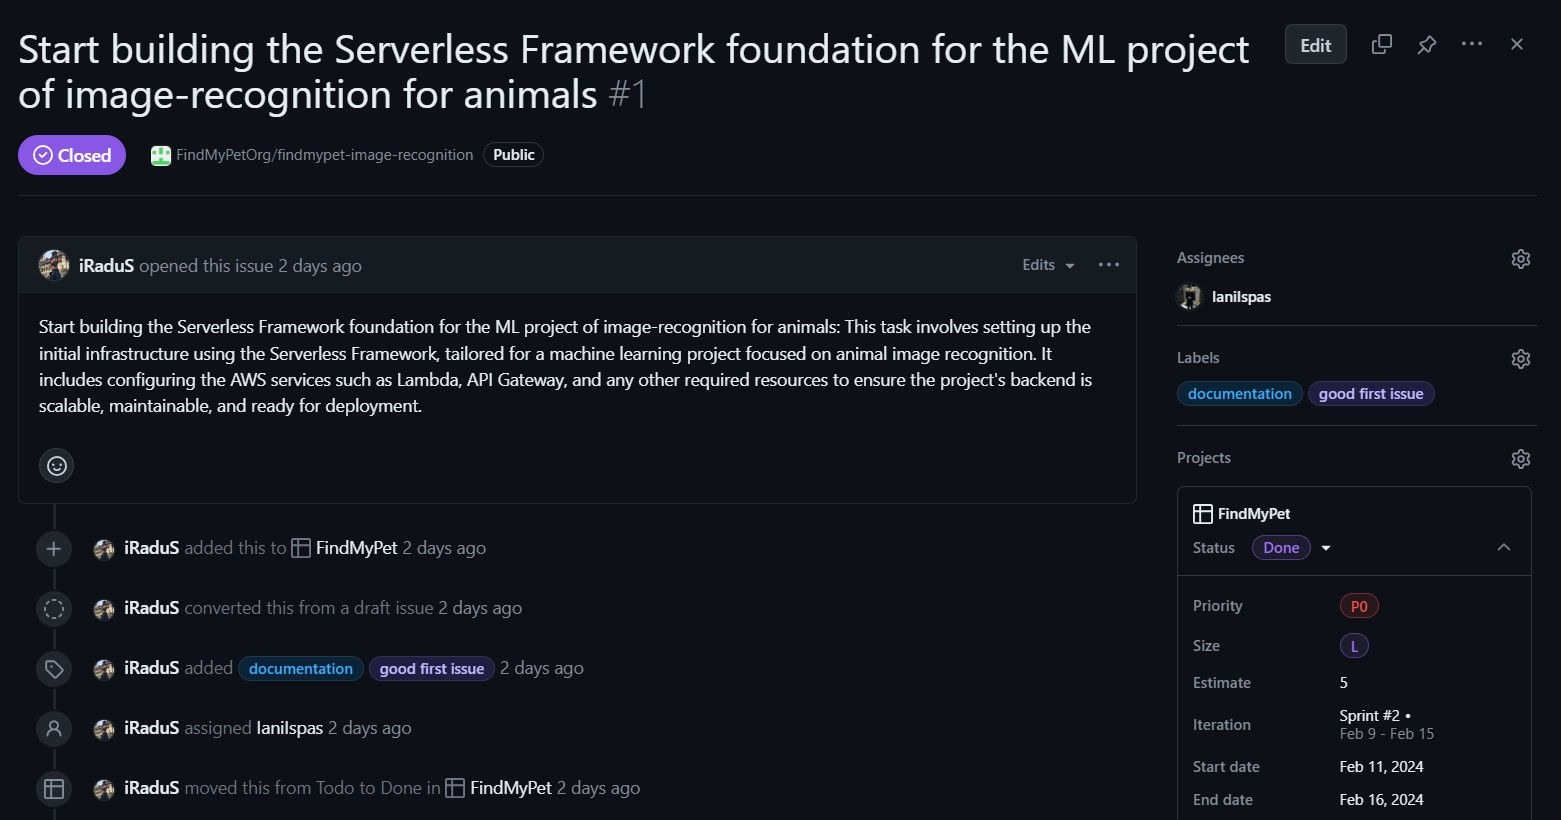 Start building the Serverless Framework foundation for the ML project
of image-recognition for animals #1
Edit
Closed
FindMyPetOrg/findmypet-image-recognition
Public
iRaduS opened this issue 2 days ago
Edits
Start building the Serverless Framework foundation for the ML project of image-recognition for animals: This task involves setting up the
initial infrastructure using the Serverless Framework, tailored for a machine learning project focused on animal image recognition. It
includes configuring the AWS services such as Lambda, API Gateway, and any other required resources to ensure the project's backend is
scalable, maintainable, and ready for deployment.
iRaduS added this to FindMyPet 2 days ago
iRaduS converted this from a draft issue 2 days ago
iRaduS added documentation good first issue 2 days ago
iRaduS assigned Ianilspas 2 days ago
iRaduS moved this from Todo to Done in FindMyPet 2 days ago
Assignees
Ianilspas
Labels
documentation good first issue
Projects
FindMyPet
Status Done
Priority P0
Size L
Estimate 5
Iteration Sprint #2 •
Feb 9 - Feb 15
Start date Feb 11, 2024
End date Feb 16, 2024